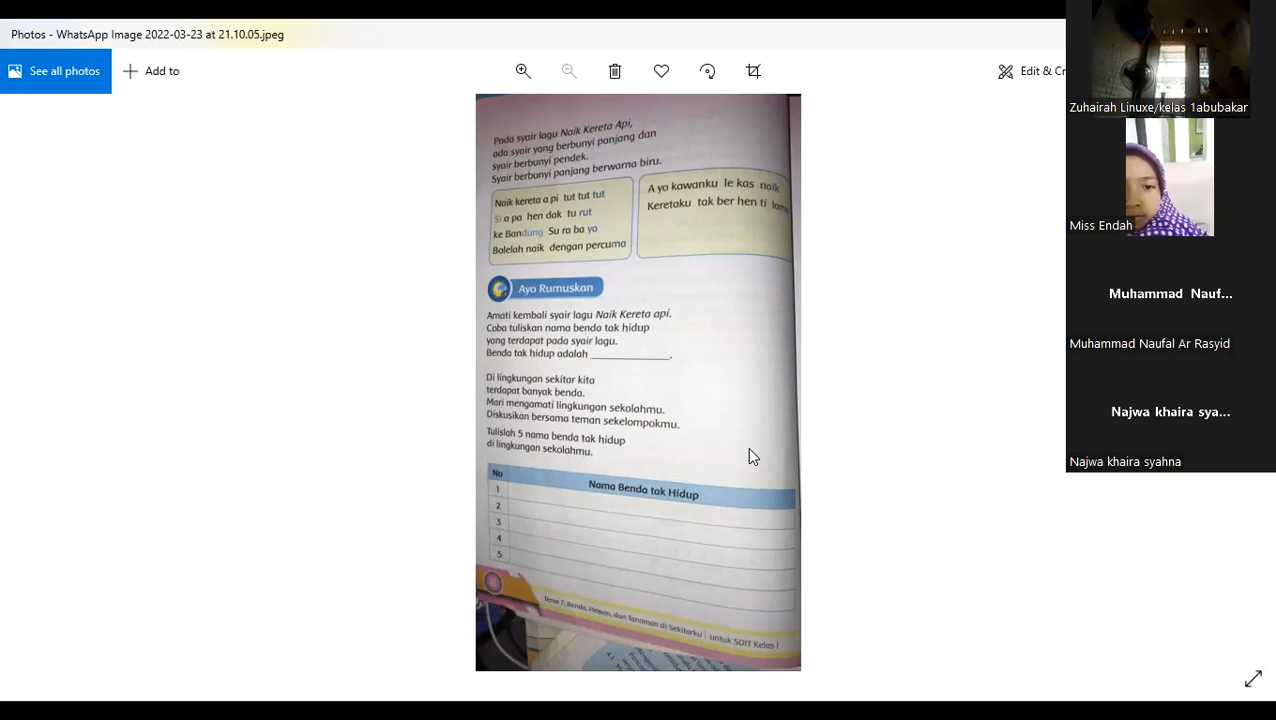 Photos - WhatsApp Image 2022-03-23 at 21.10.05.jpeg
See all photos
Add to
Edit & Cr
Pada syair lagu Naik Kereta Api,
ada syair yang berbunyi panjang dan
syair berbunyi pendek.
Syair berbunyi panjang berwarna biru.
Naik kereta a pi tut tut tut
Si a pa hen dak tu rut
ke Bandung Su ra ba ya
Bolelah naik dengan percuma
A yo kawanku le kas naik
Keretaku tak ber hen ti lama
Ayo Rumuskan
Amati kembali syair lagu Naik Kereta api.
Coba tuliskan nama benda tak hidup
yang terdapat pada syair lagu.
Benda tak hidup adalah ____________.
Di lingkungan sekitar kita
terdapat banyak benda.
Mari mengamati lingkungan sekolahmu.
Diskusikan bersama teman sekelompokmu.
Tulislah 5 nama benda tak hidup
di lingkungan sekolahmu.
No Nama Benda tak Hidup
1
2
3
4
5
Tema 7: Benda, Hewan, dan Tanaman di Sekitarku | untuk SDIT Kelas I
Zuhairah Linuxe/kelas 1abubakar
Miss Endah
Muhammad Nauf...
Muhammad Naufal Ar Rasyid
Najwa khaira sya...
Najwa khaira syahna